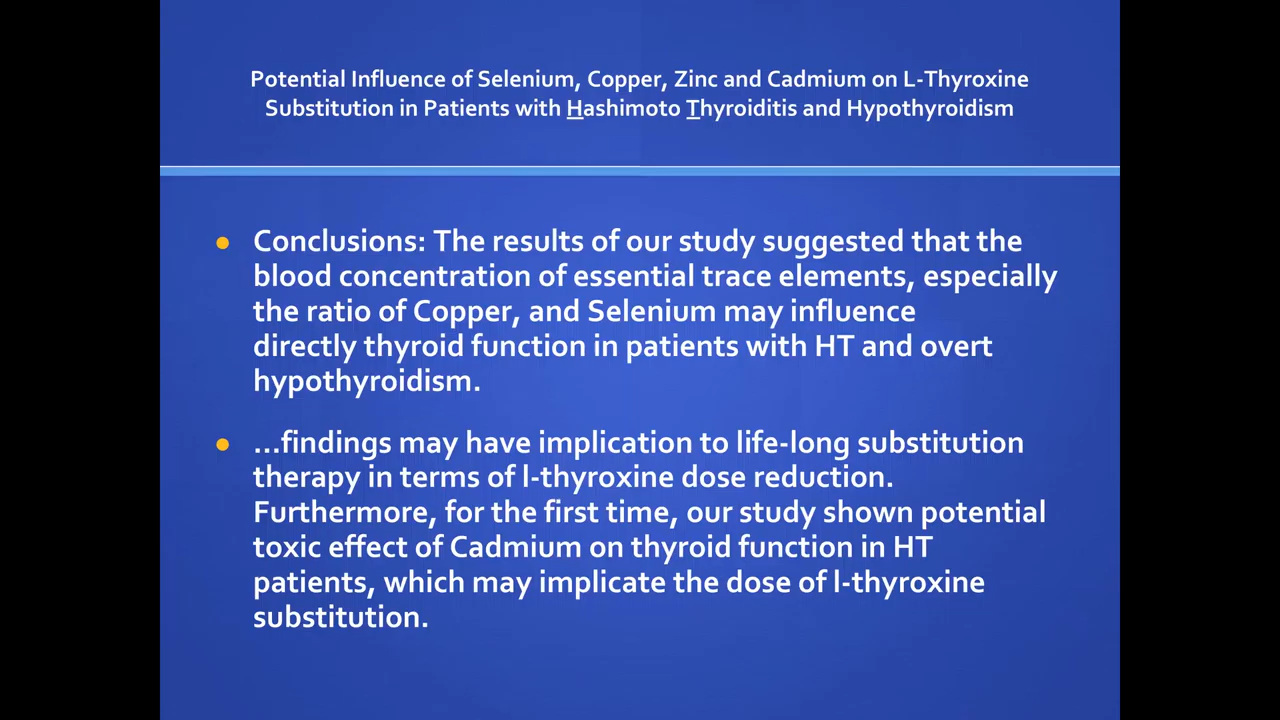 Potential Influence of Selenium, Copper, Zinc and Cadmium on L-Thyroxine
Substitution in Patients with Hashimoto Thyroiditis and Hypothyroidism
• Conclusions: The results of our study suggested that the
blood concentration of essential trace elements, especially
the ratio of Copper, and Selenium may influence
directly thyroid function in patients with HT and overt
hypothyroidism.
• …findings may have implication to life-long substitution
therapy in terms of l-thyroxine dose reduction.
Furthermore, for the first time, our study shown potential
toxic effect of Cadmium on thyroid function in HT
patients, which may implicate the dose of l-thyroxine
substitution.